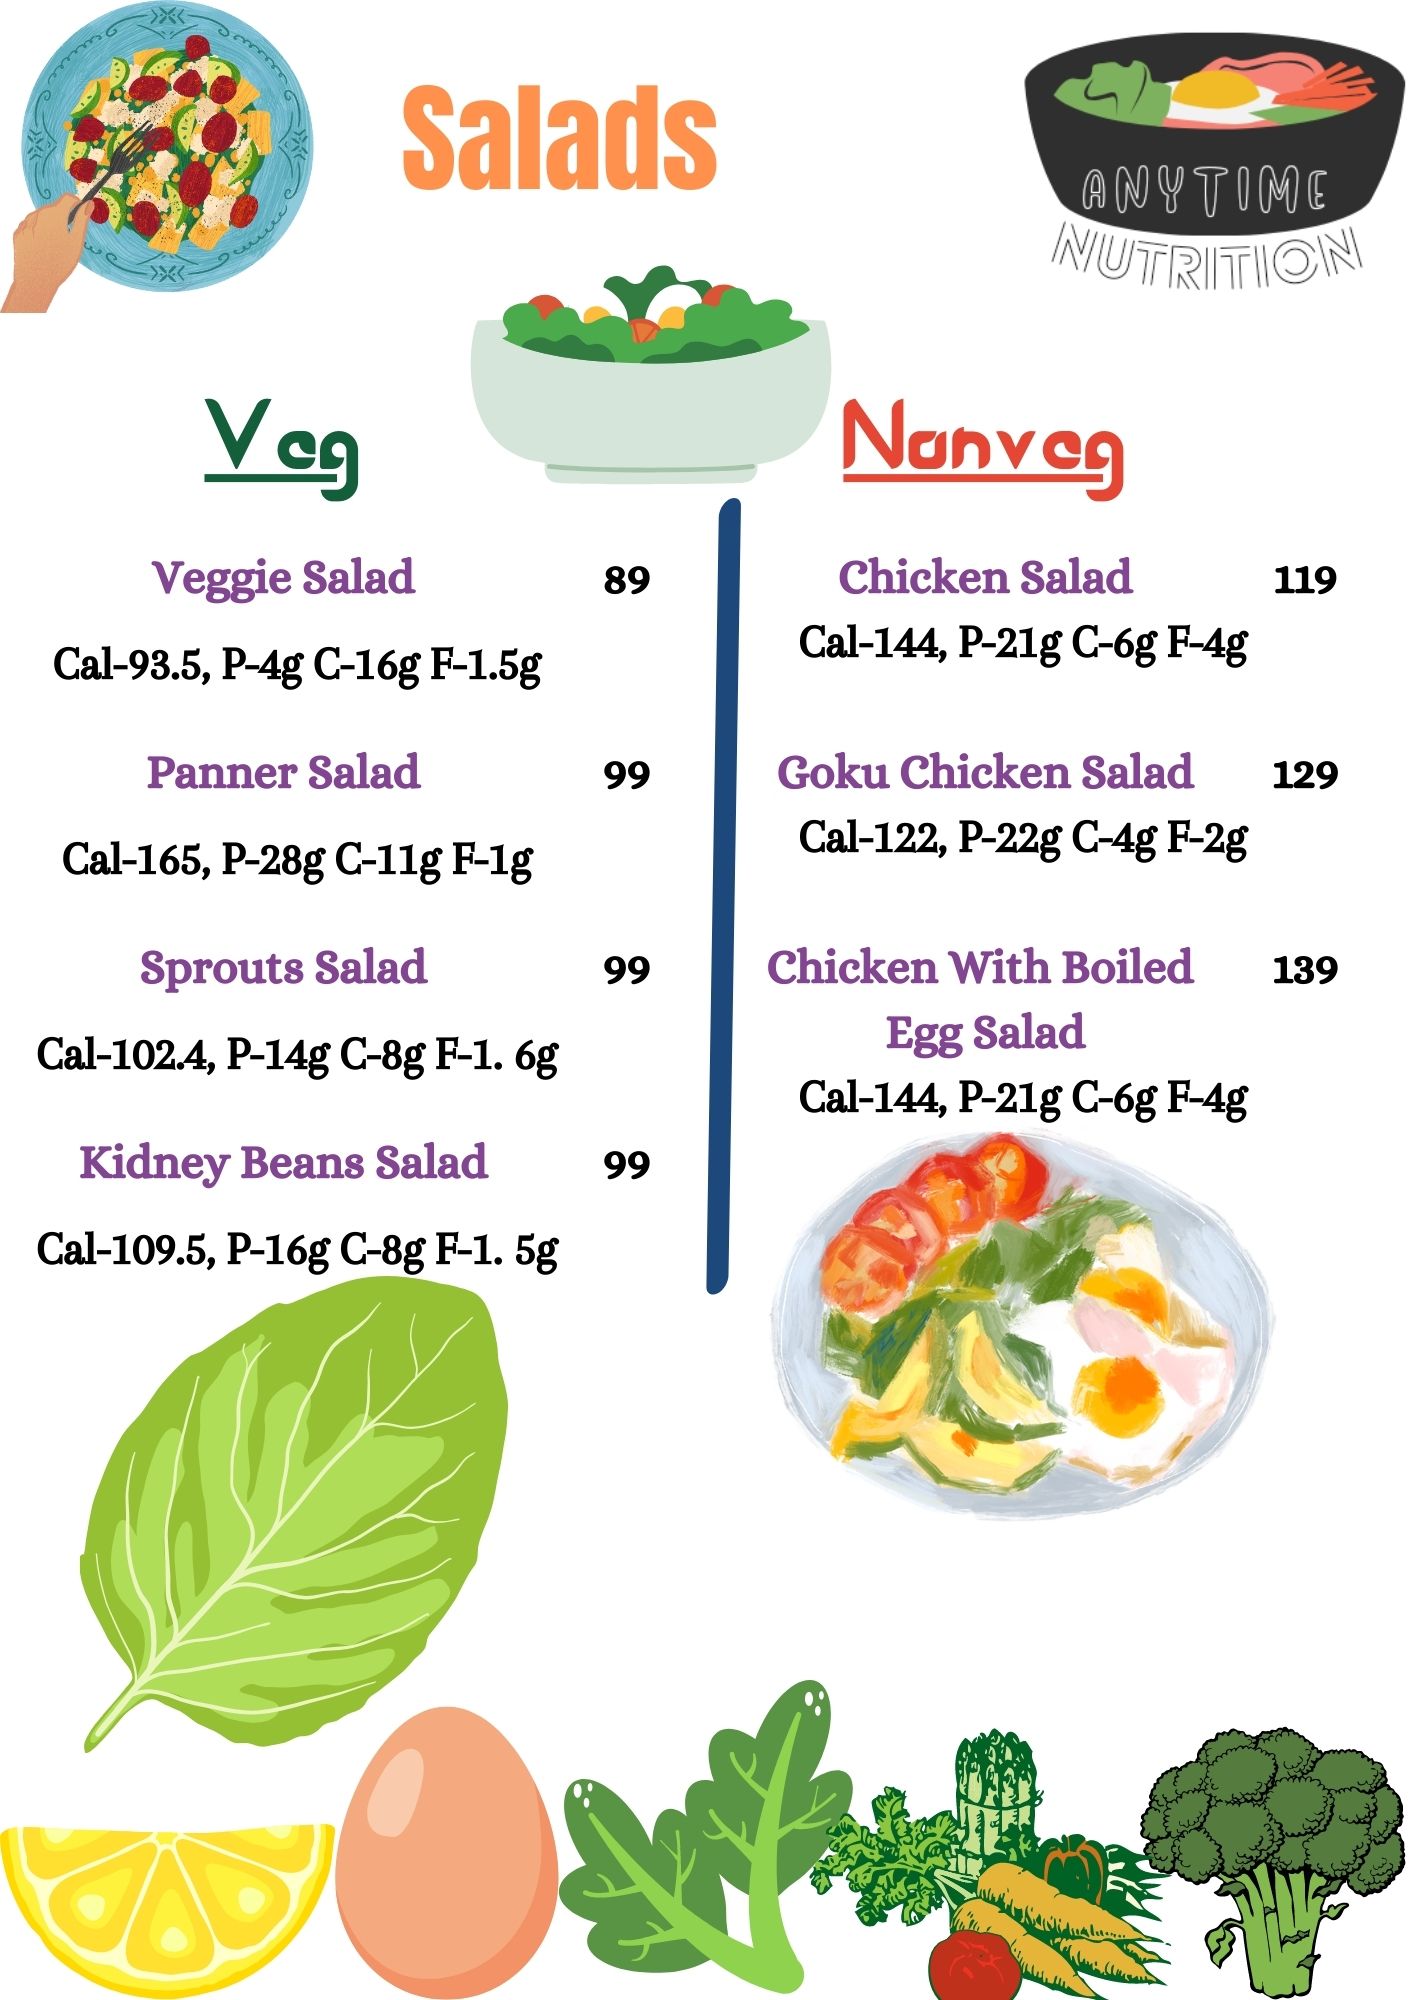 Salads
ANYTIME
NUTRITION
Veg
Veggie Salad 89
Cal-93.5, P-4g C-16g F-1.5g
Panner Salad 99
Cal-165, P-28g C-11g F-1g
Sprouts Salad 99
Cal-102.4, P-14g C-8g F-1. 6g
Kidney Beans Salad 99
Cal-109.5, P-16g C-8g F-1. 5g
Nonveg
Chicken Salad 119
Cal-144, P-21g C-6g F-4g
Goku Chicken Salad 129
Cal-122, P-22g C-4g F-2g
Chicken With Boiled 139
Egg Salad
Cal-144, P-21g C-6g F-4g